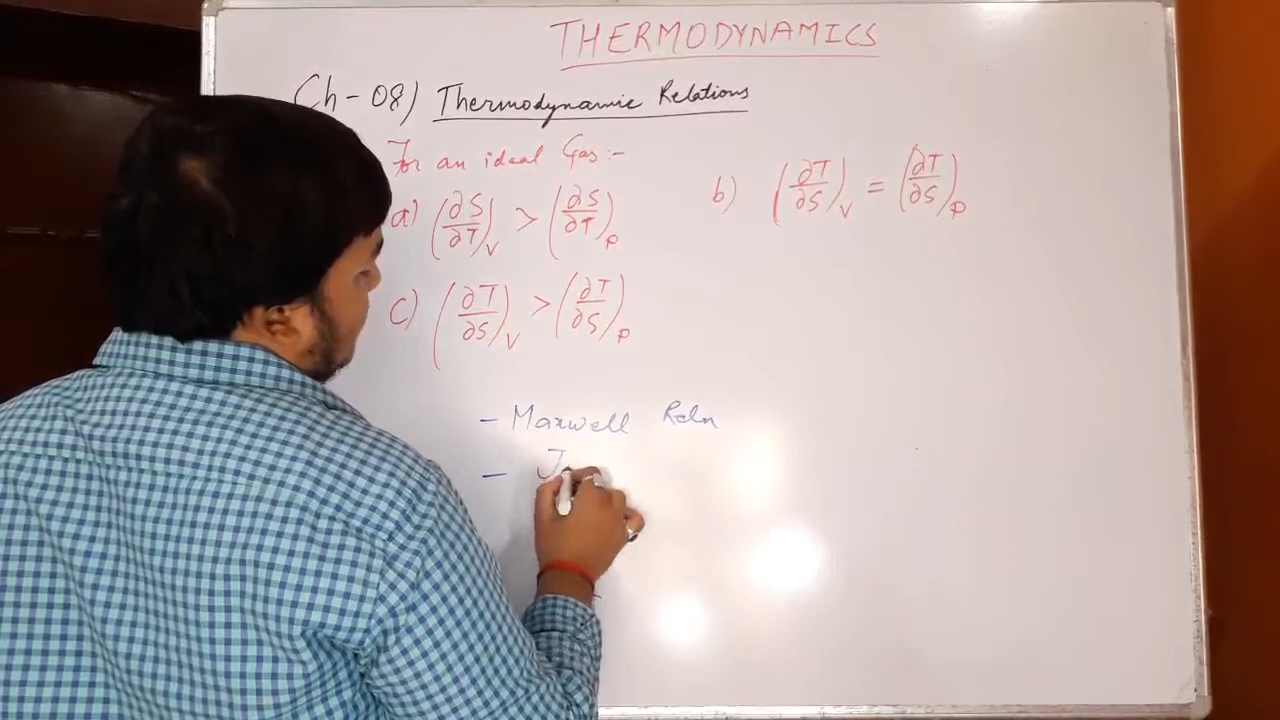 THERMODYNAMICS
Ch - 08) Thermodynamic Relations
For an ideal Gas :-
a) (∂S/∂T)_V > (∂S/∂T)_P
b) (∂T/∂S)_V = (∂T/∂S)_P
c) (∂T/∂S)_V > (∂T/∂S)_P
- Maxwell Reln
- J